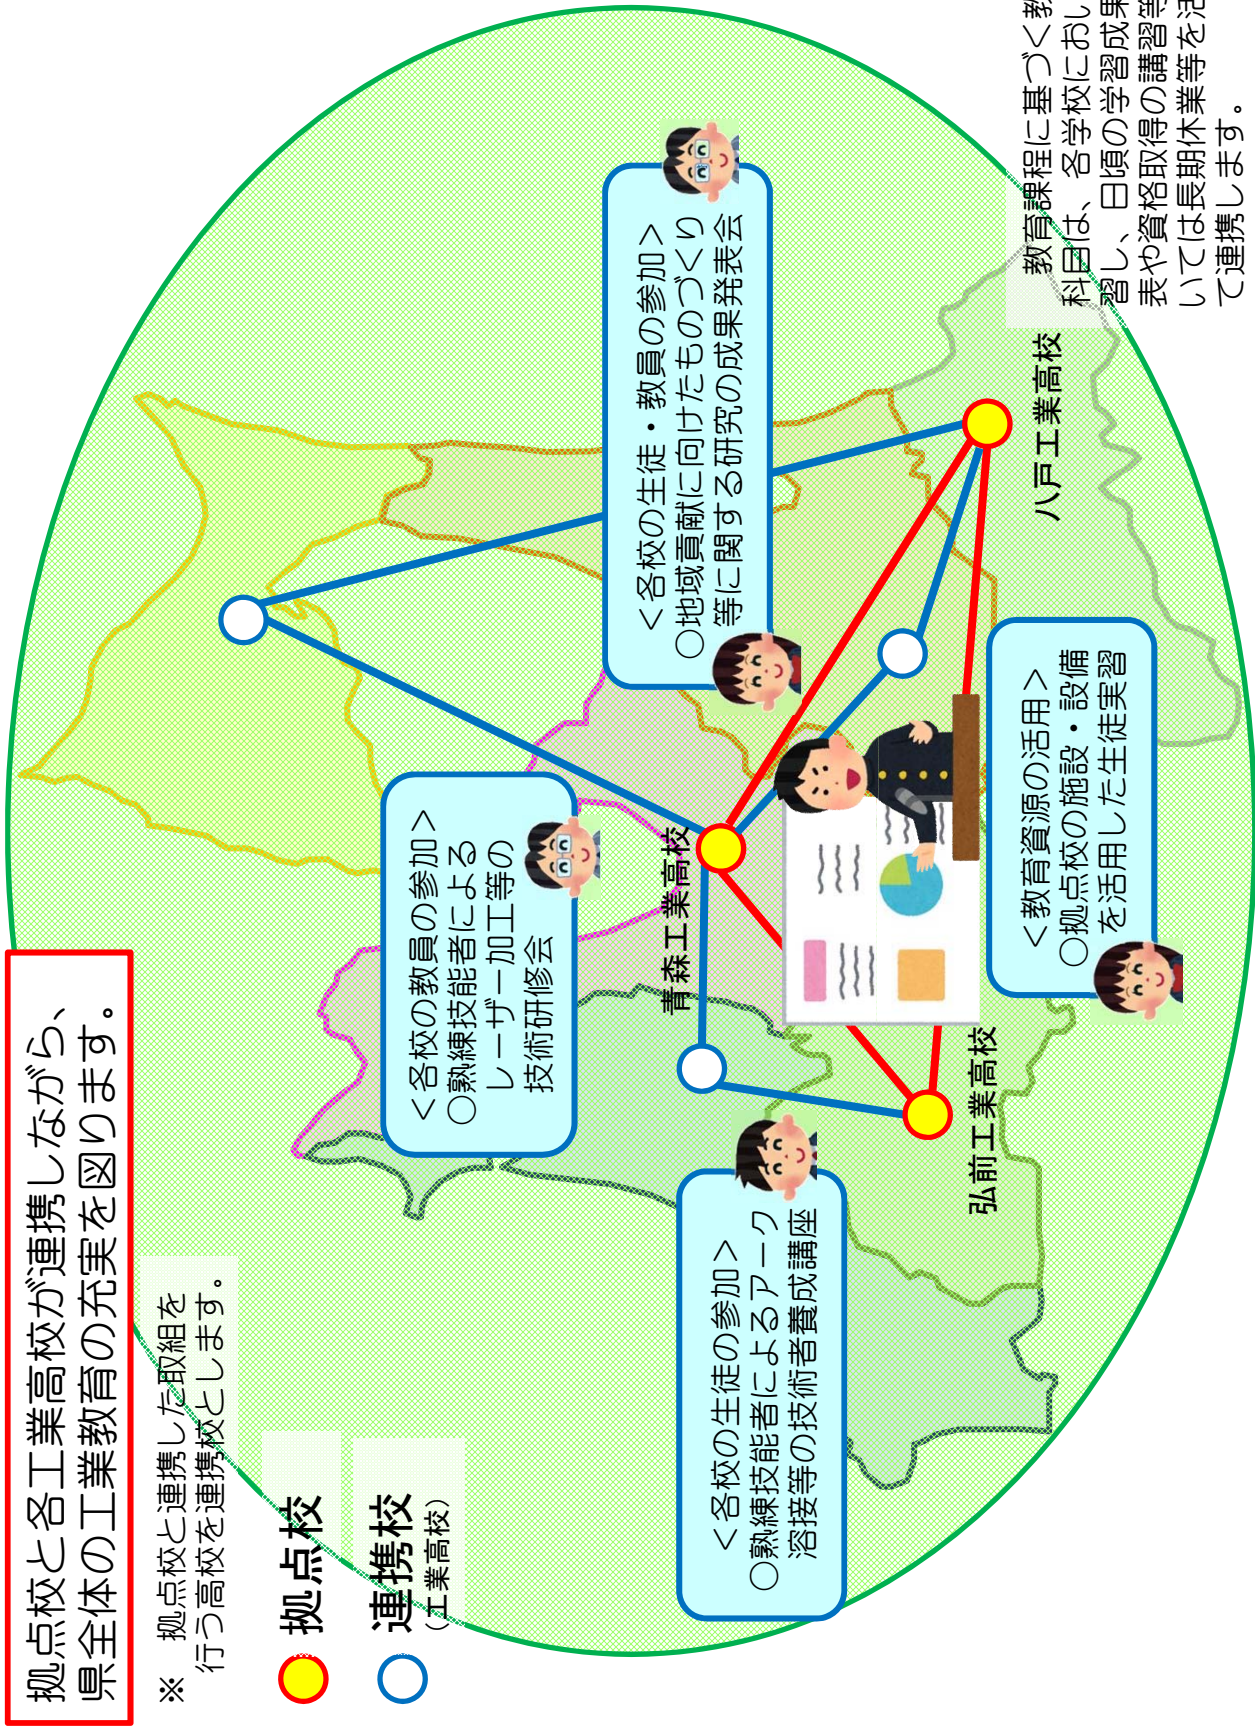 拠点校と各工業高校が連携しながら、
県全体の工業教育の充実を図ります。
※　拠点校と連携した取組を
行う高校を連携校とします。
拠点校
連携校
（工業高校）
＜各校の教員の参加＞
○熟練技能者による
レーザー加工等の
技術研修会
＜各校の生徒・教員の参加＞
○地域貢献に向けたものづくり
等に関する研究の成果発表会
青森工業高校
＜各校の生徒の参加＞
○熟練技能者によるアーク
溶接等の技術者養成講座
弘前工業高校
＜教育資源の活用＞
○拠点校の施設・設備
を活用した生徒実習
八戸工業高校
教育課程に基づく教
科目は、各学校におい
習し、日頃の学習成果
表や資格取得の講習等
いては長期休業等を活
て連携します。